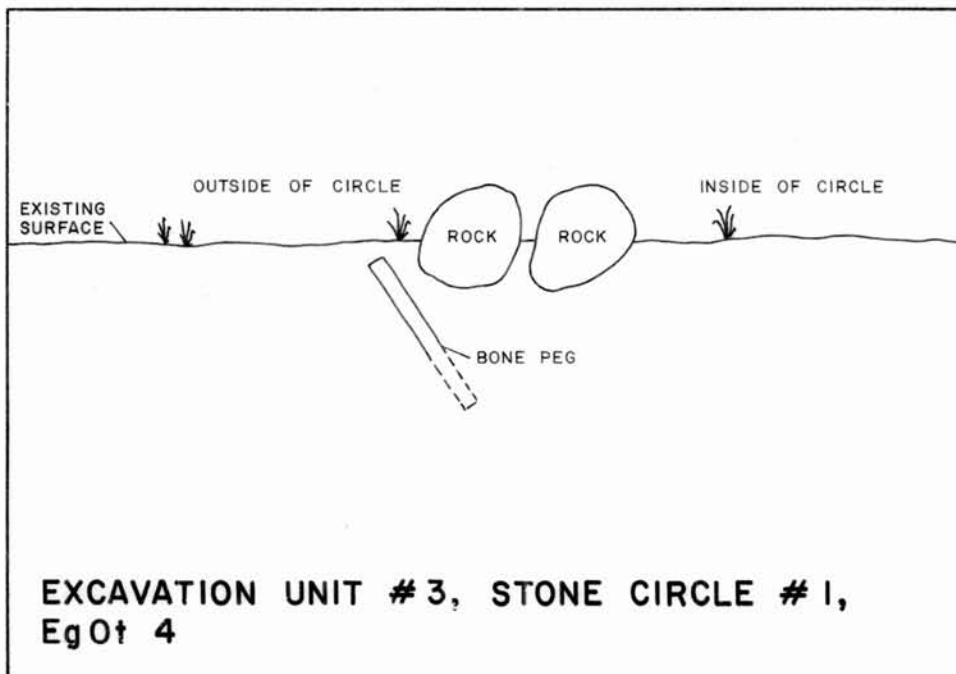 OUTSIDE OF CIRCLE
INSIDE OF CIRCLE
EXISTING
SURFACE
ROCK
ROCK
BONE PEG
EXCAVATION UNIT #3, STONE CIRCLE #1,
EgOt 4